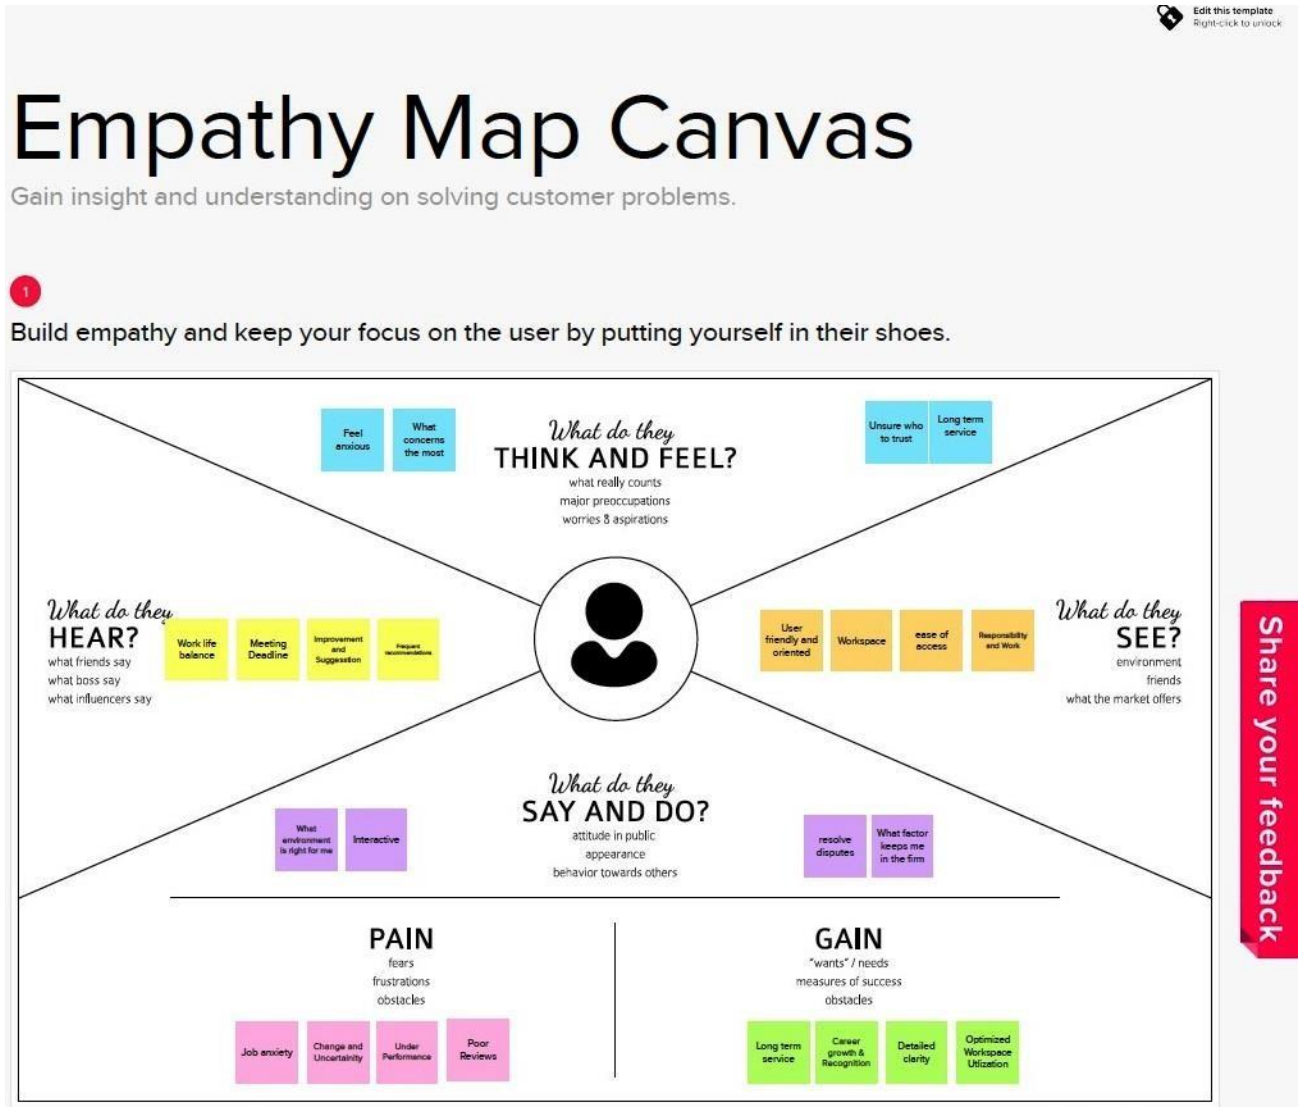 Edit this template
Right-click to unlock
Empathy Map Canvas
Gain insight and understanding on solving customer problems.
1
Build empathy and keep your focus on the user by putting yourself in their shoes.
What do they
THINK AND FEEL?
what really counts
major preoccupations
worries & aspirations
Feel
anxious
What
concerns
the most
Unsure who
to trust
Long term
service
What do they
HEAR?
what friends say
what boss say
what influencers say
Work life
balance
Meeting
Deadline
Improvement
and
Suggesstion
Frequent
recommendations
User
friendly and
oriented
Workspace
ease of
access
Responsibility
and Work
What do they
SEE?
environment
friends
what the market offers
What do they
SAY AND DO?
attitude in public
appearance
behavior towards others
What
environment
is right for me
Interactive
resolve
disputes
What factor
keeps me
in the firm
PAIN
fears
frustrations
obstacles
Job anxiety
Change and
Uncertainity
Under
Performance
Poor
Reviews
GAIN
"wants" / needs
measures of success
obstacles
Long term
service
Career
growth &
Recognition
Detailed
clarity
Optimized
Workspace
Utlization
Share your feedback